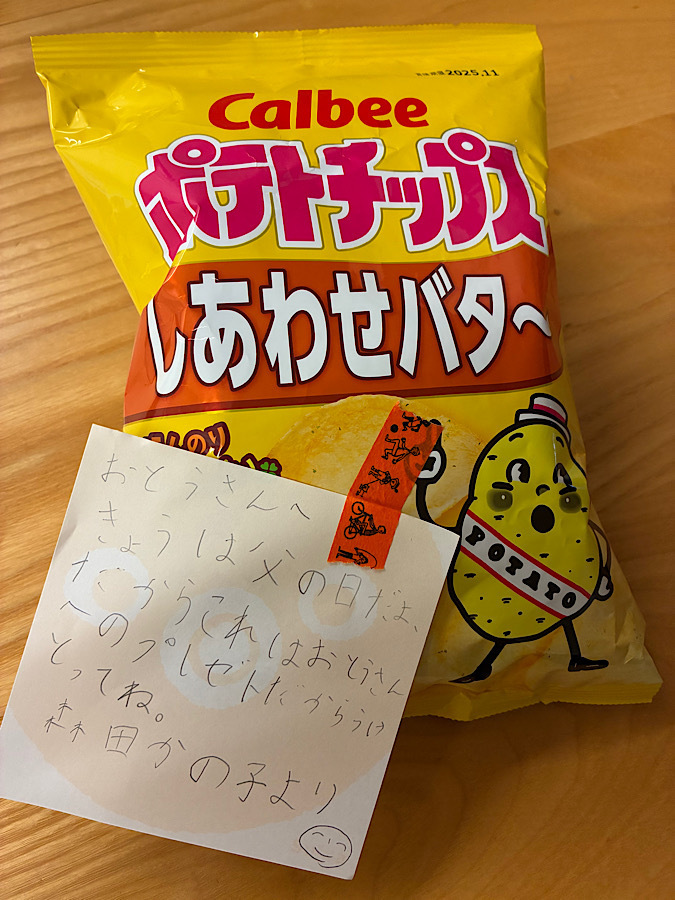 2025.11
Calbee
ポテトチップス
しあわせバタ〜
POTATO
おとうさんへ
きょうは父の日だよ、
だからこれはおとうさん
へのプレゼトだからうけ
とってね。
森田かの子より